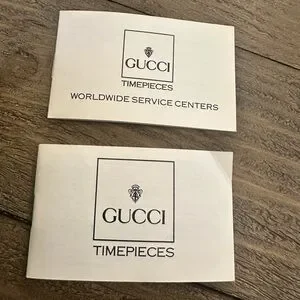 GUCCI
TIMEPIECES
WORLDWIDE SERVICE CENTERS
GUCCI
TIMEPIECES